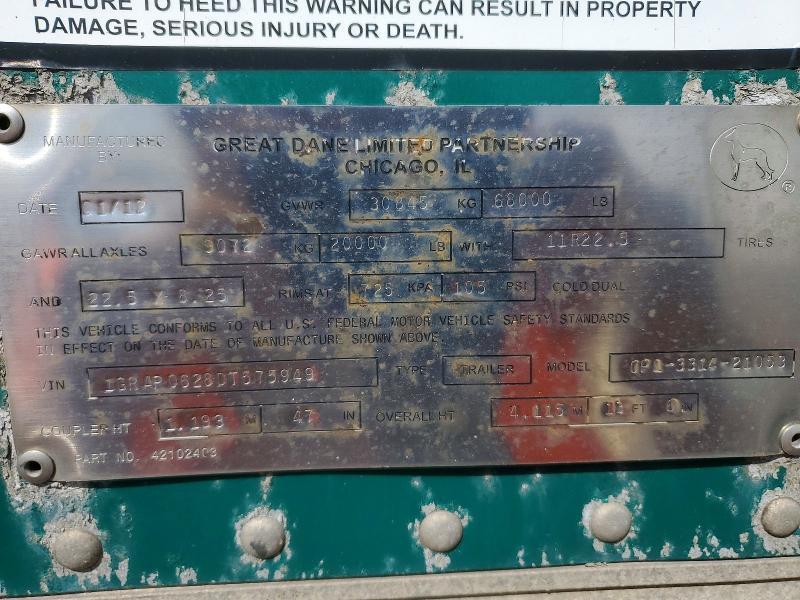 FAILURE TO HEED THIS WARNING CAN RESULT IN PROPERTY
DAMAGE, SERIOUS INJURY OR DEATH.
MANUFACTURED BY: GREAT DANE LIMITED PARTNERSHIP
CHICAGO, IL
®
DATE GVWR 30845 KG 68000 LB
GAWR ALL AXLES 9072 KG 20000 LB WITH 11R22.5 TIRES
AND 22.5 X 8.25 RIMS AT 725 KPA 105 PSI COLD DUAL
THIS VEHICLE CONFORMS TO ALL U.S. FEDERAL MOTOR VEHICLE SAFETY STANDARDS
IN EFFECT ON THE DATE OF MANUFACTURE SHOWN ABOVE.
VIN TYPE TRAILER MODEL
COUPLER HT 1.193 M 47 IN OVERALL HT 4.115 M FT IN
PART NO. 42102403